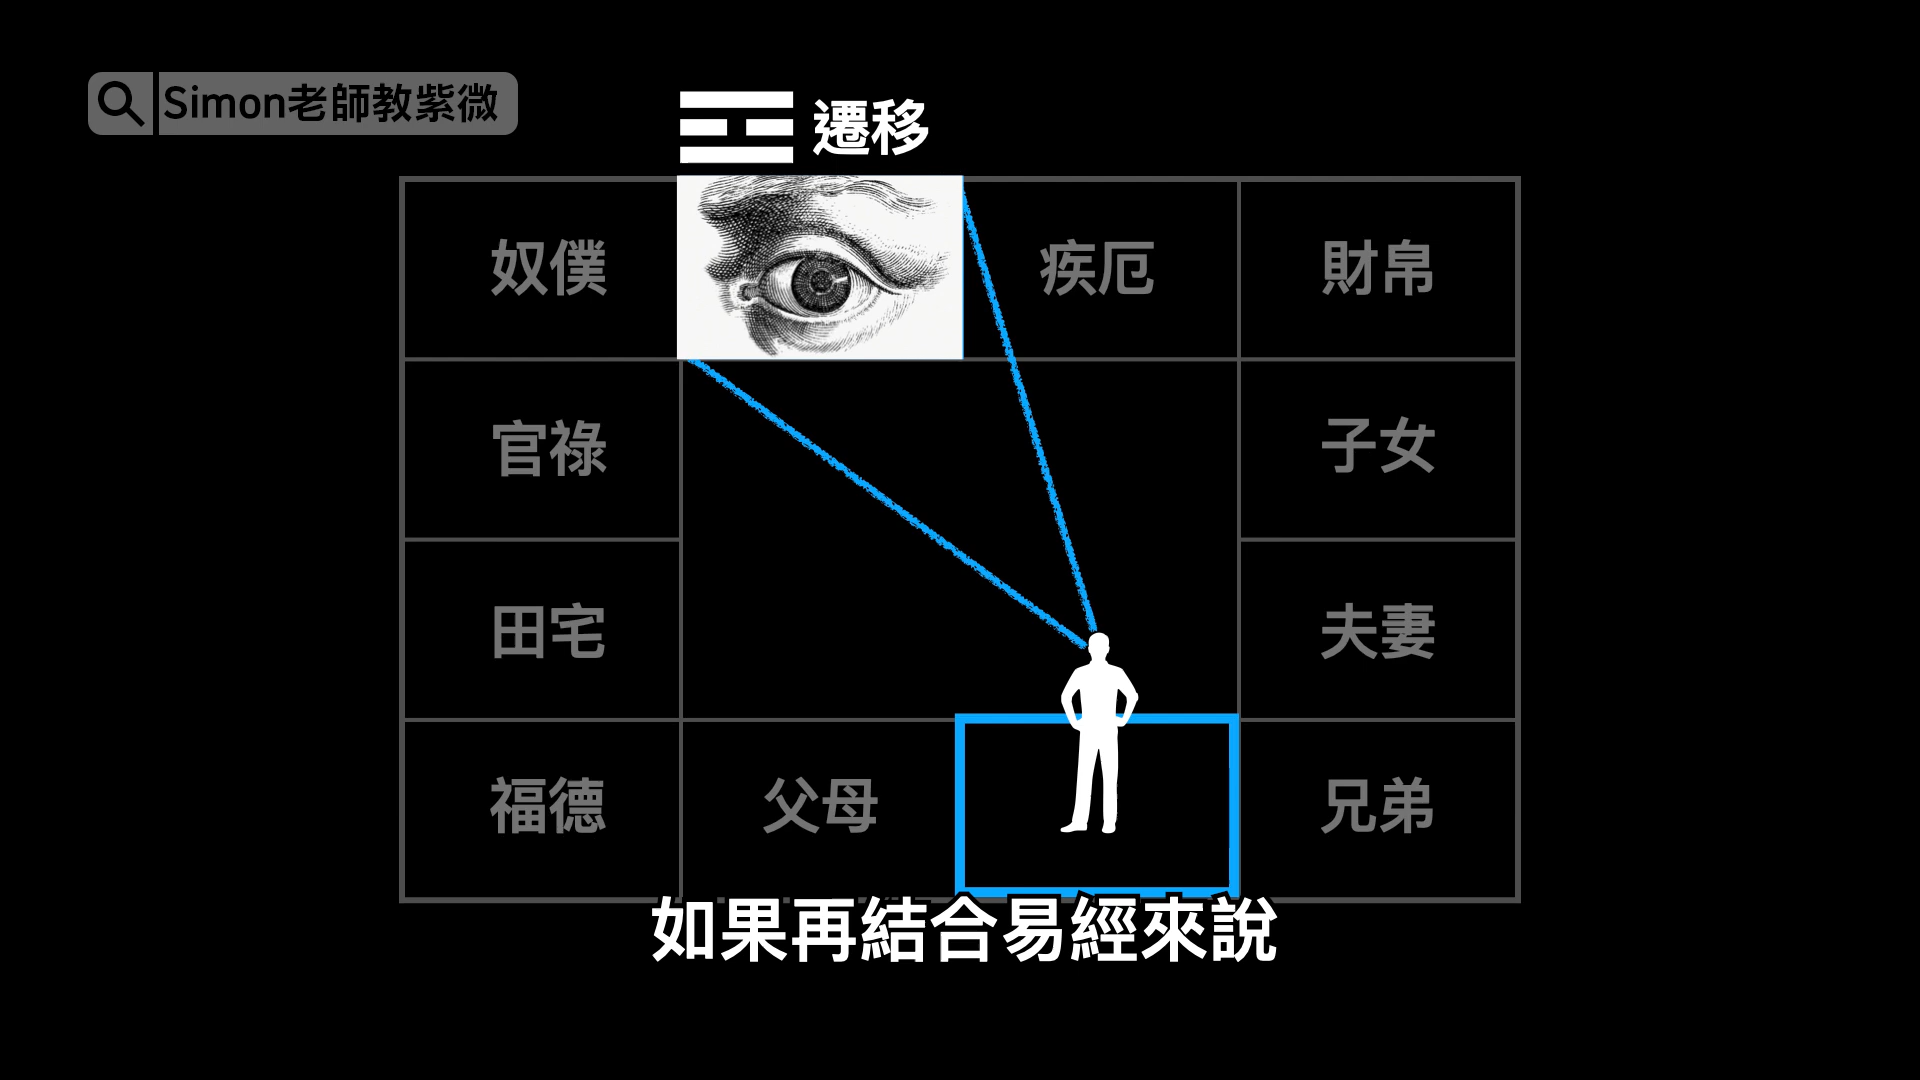 Simon老師教紫微
遷移
奴僕
疾厄
財帛
官祿
子女
田宅
夫妻
福德
父母
兄弟
如果再結合易經來說